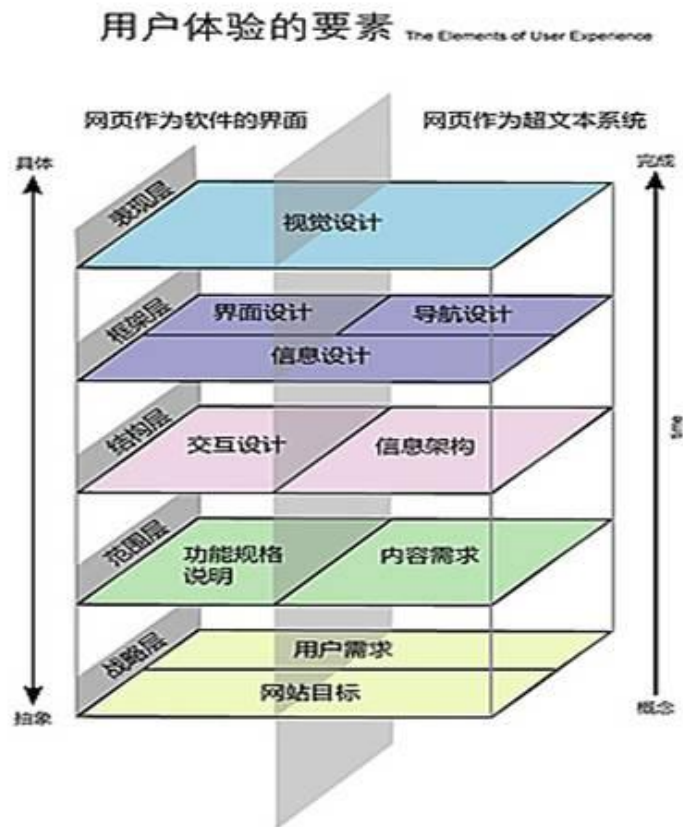 用户体验的要素 The Elements of User Experience
网页作为软件的界面
网页作为超文本系统
具体
完成
表现层
视觉设计
框架层
界面设计
导航设计
信息设计
结构层
交互设计
信息架构
time
范围层
功能规格
说明
内容需求
战略层
用户需求
网站目标
抽象
概念